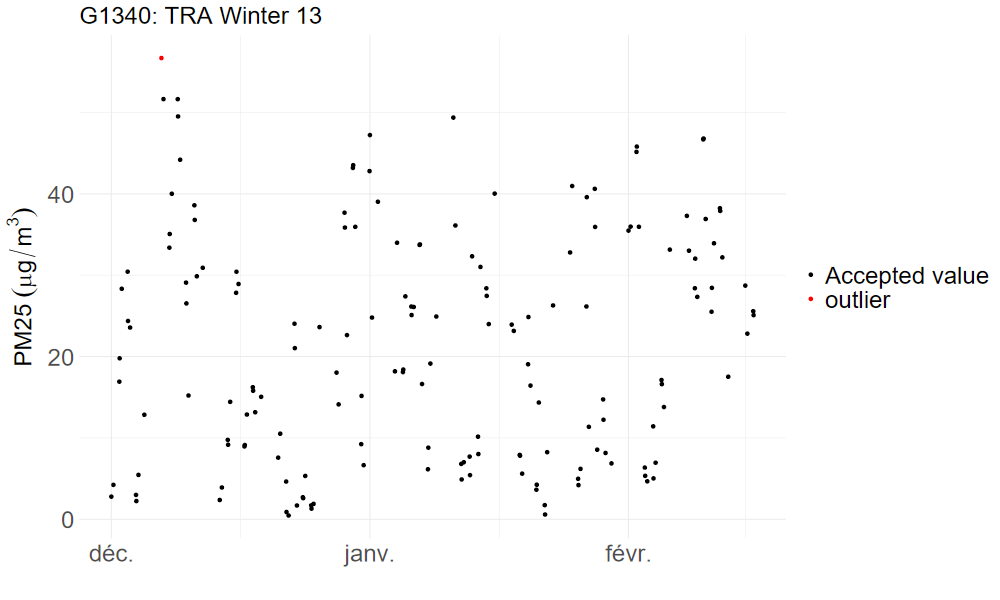 G1340: TRA Winter 13
PM25 (μg/m³)
40
20
0
déc.
janv.
févr.
Accepted value
outlier